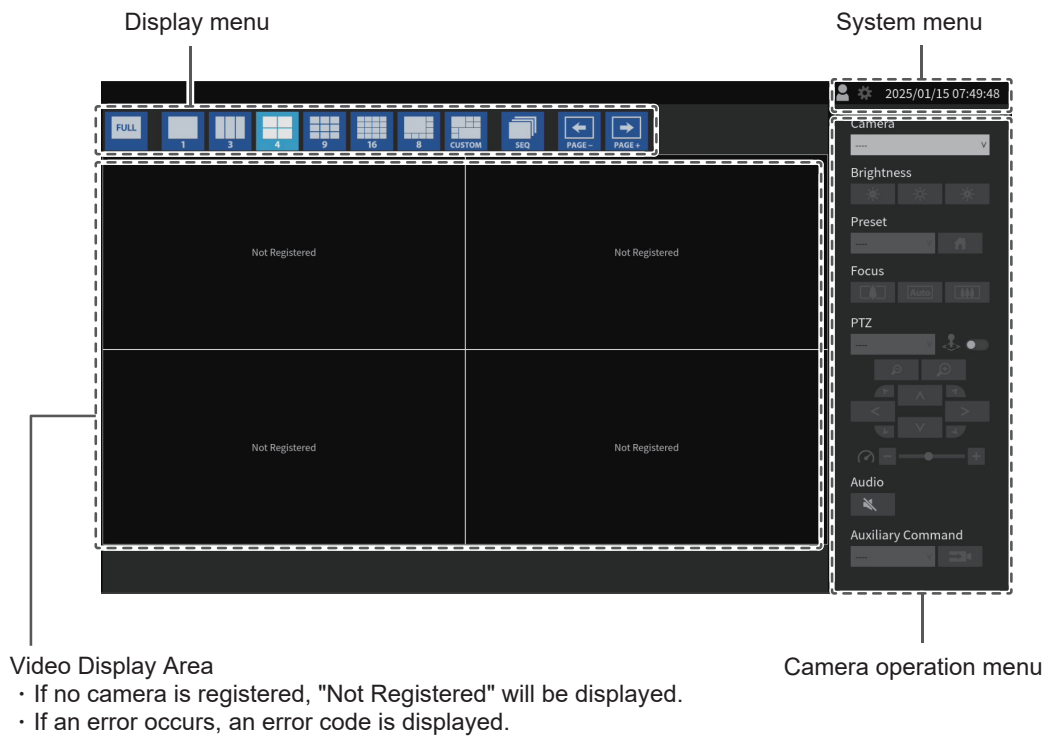 Display menu
System menu
2025/01/15 07:49:48
FULL
1
3
4
9
16
8
CUSTOM
SEQ
PAGE −
PAGE +
Camera
----
Brightness
Preset
----
Focus
Auto
PTZ
----
Audio
Auxiliary Command
----
Not Registered
Not Registered
Not Registered
Not Registered
Video Display Area
・If no camera is registered, "Not Registered" will be displayed.
・If an error occurs, an error code is displayed.
Camera operation menu